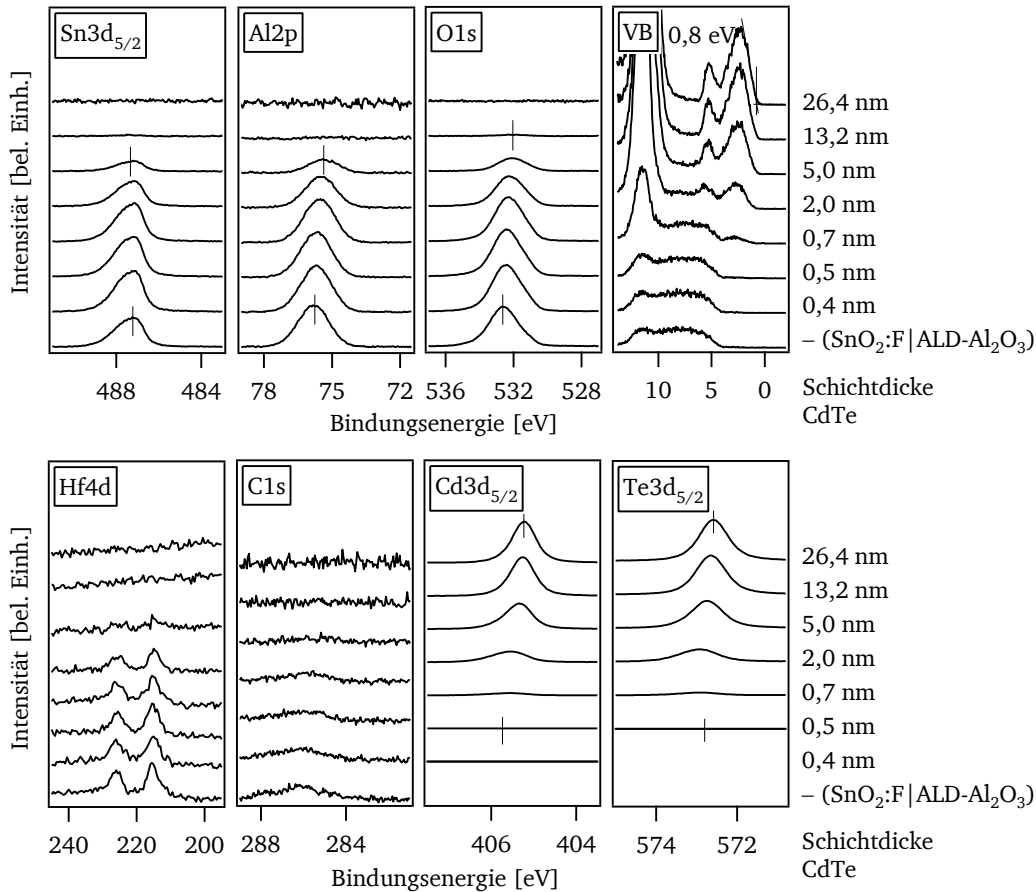 Sn3d5/2
Al2p
O1s
VB 0,8 eV
Intensität [bel. Einh.]
26,4 nm
13,2 nm
5,0 nm
2,0 nm
0,7 nm
0,5 nm
0,4 nm
– (SnO2:F|ALD-Al2O3)
488 484
78 75 72
536 532 528
10 5 0
Schichtdicke
CdTe
Bindungsenergie [eV]
Hf4d
C1s
Cd3d5/2
Te3d5/2
Intensität [bel. Einh.]
26,4 nm
13,2 nm
5,0 nm
2,0 nm
0,7 nm
0,5 nm
0,4 nm
– (SnO2:F|ALD-Al2O3)
240 220 200
288 284
406 404
574 572
Schichtdicke
CdTe
Bindungsenergie [eV]